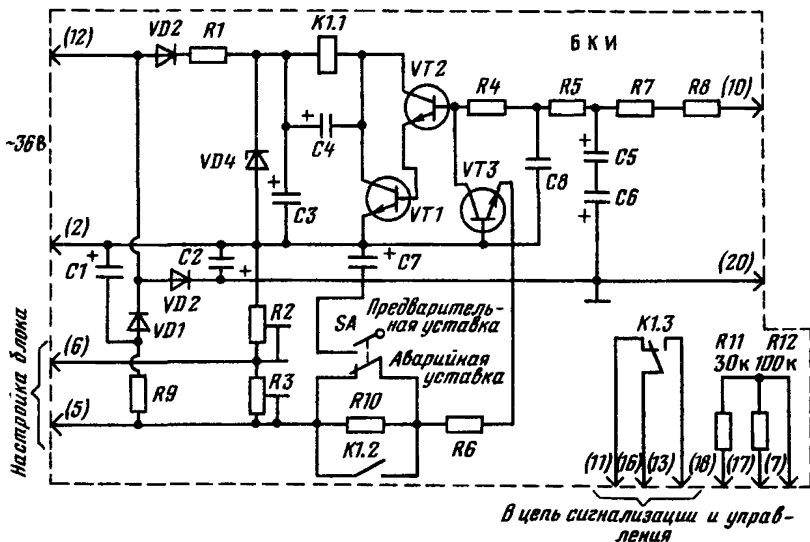 (12) VD2 R1 K1.1 VT2 БКИ
R4 R5 R7 R8 (10)
~36в
VD4 C4 VT3 C8 C5
C3 VT1 C6
(2)
C1 C2 C7 (20)
VD2
VD1
SA Предваритель-
ная уставка
R2
(6)
Аварийная
уставка
K1.3 R11 R12
30к 100к
R9 R3 R10 R6
(5)
K1.2
Настройка блока
(11) (16) (13) (18) (17) (7)
В цепь сигнализации и управ-
ления